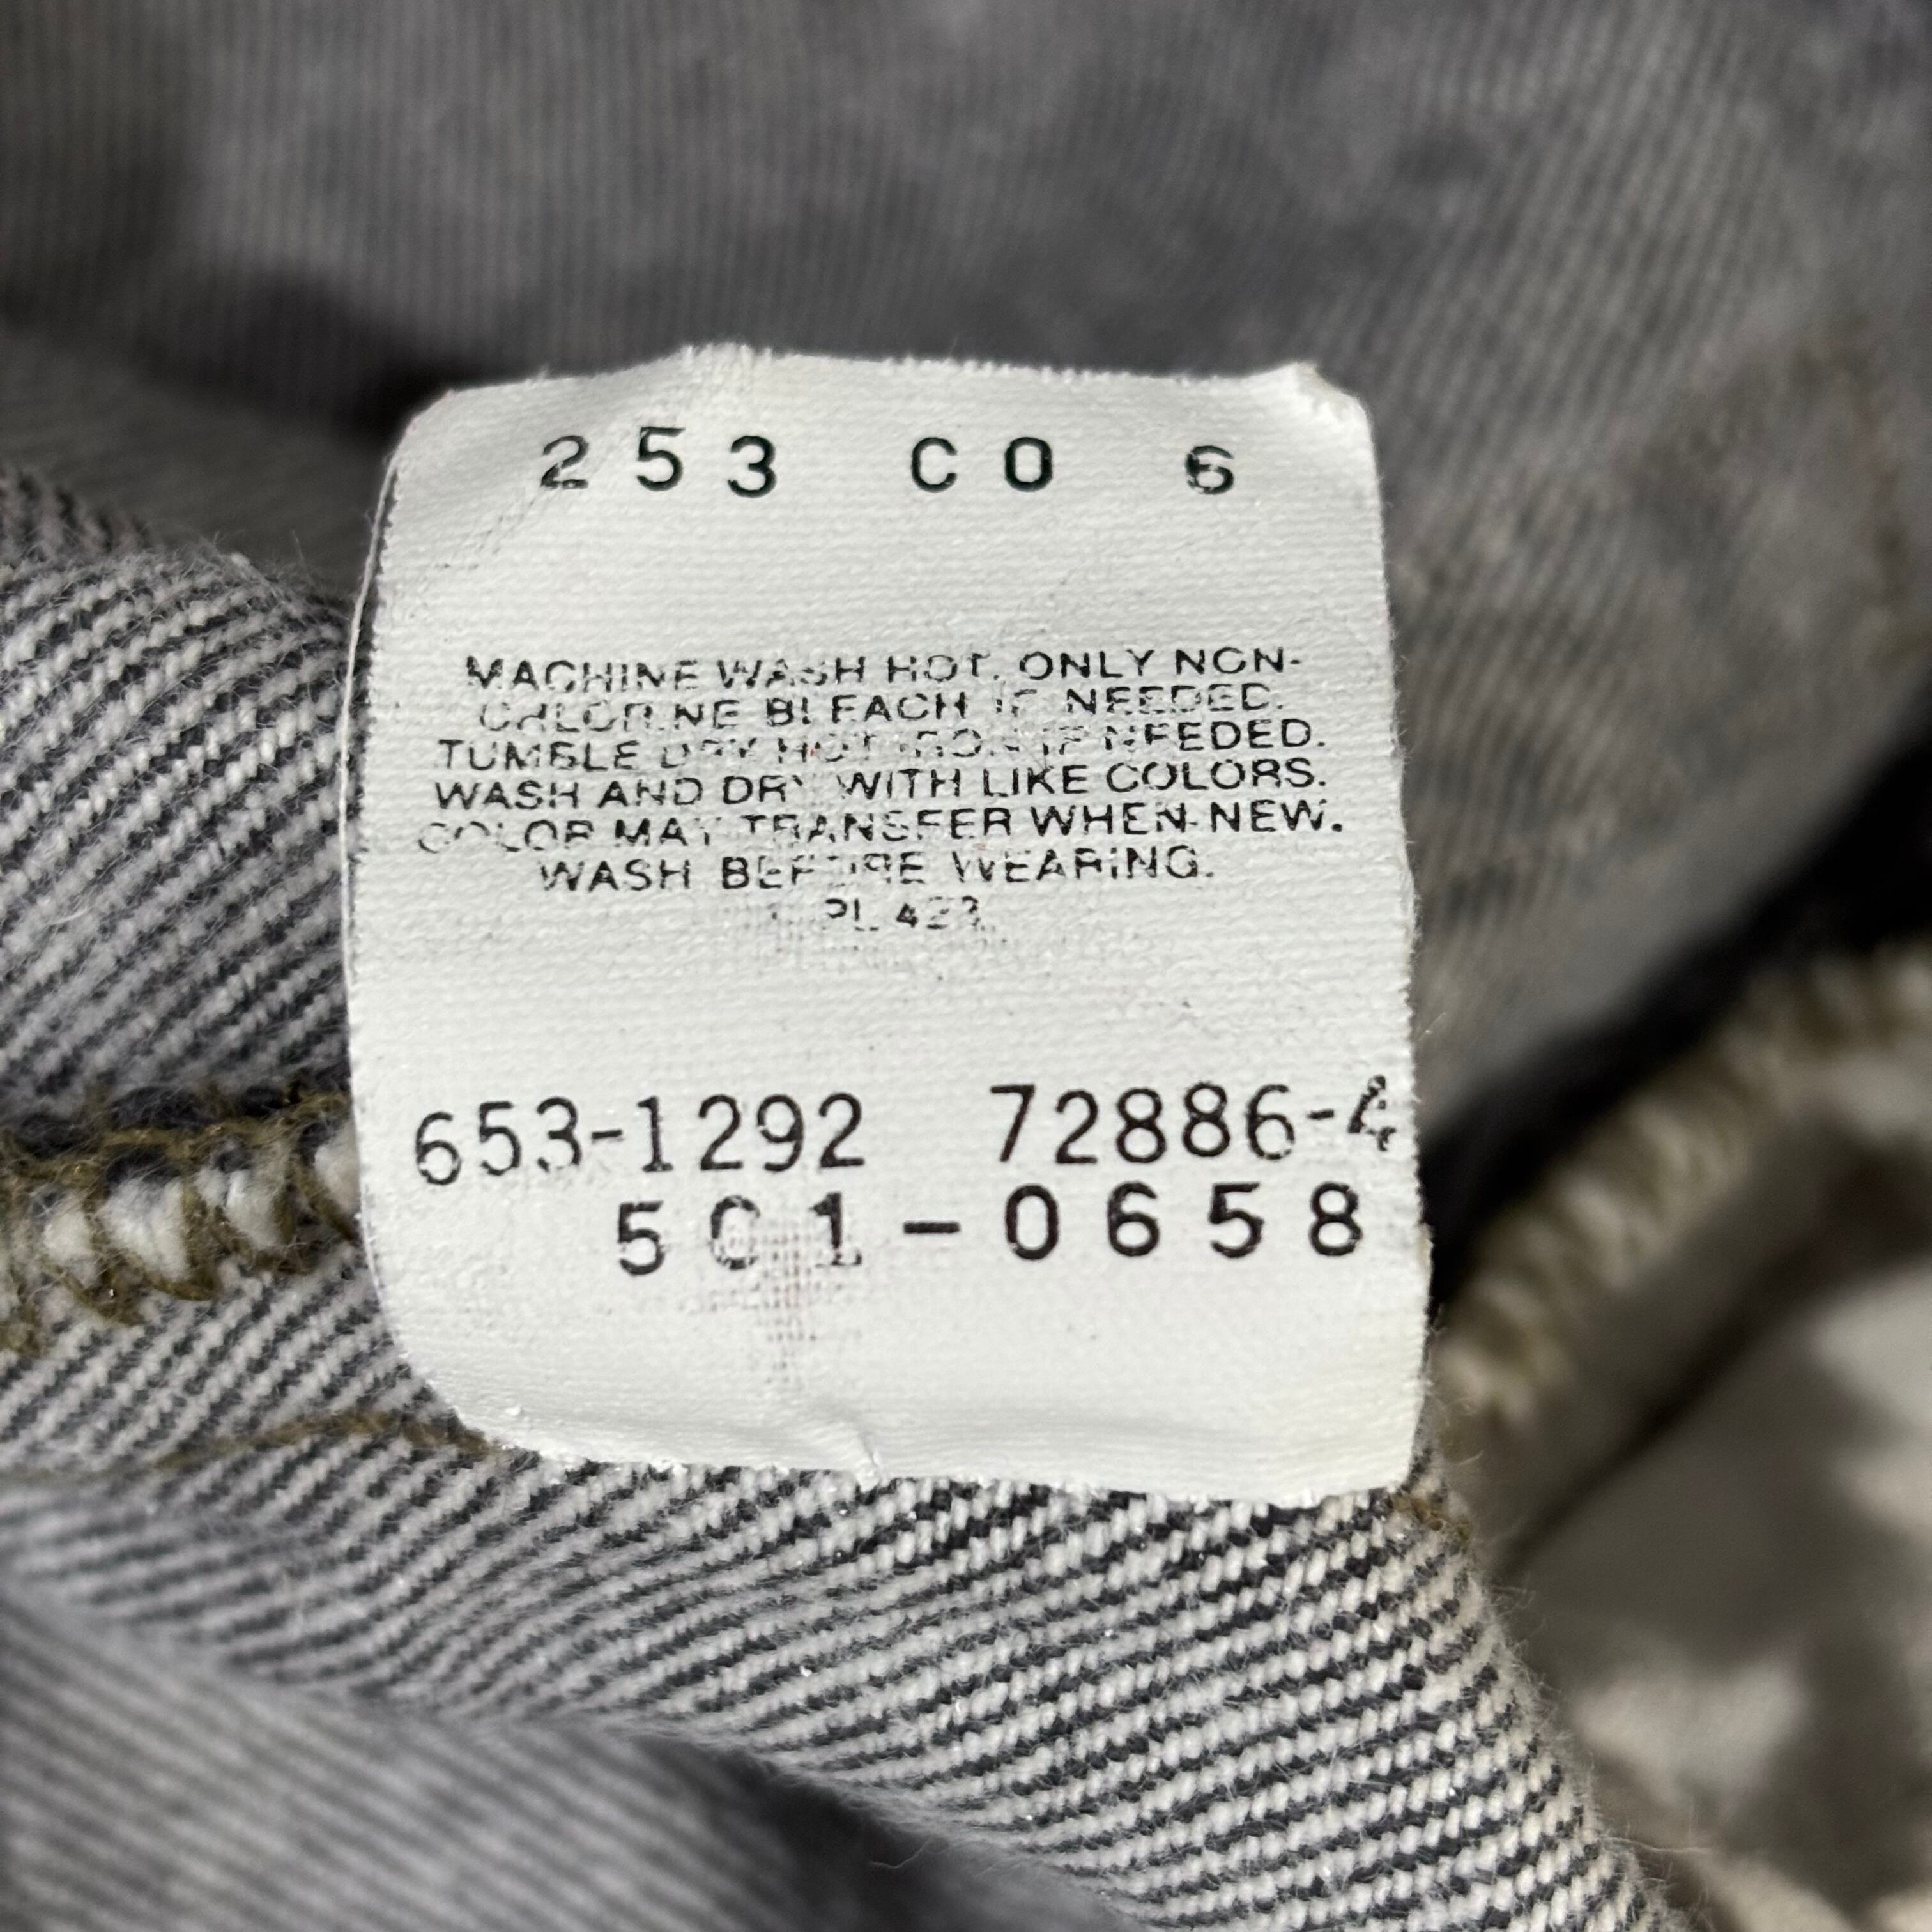 253 CO 6
MACHINE WASH HOT. ONLY NON-
CHLORINE BLEACH IF NEEDED.
TUMBLE DRY HOT IRON IF NEEDED.
WASH AND DRY WITH LIKE COLORS.
COLOR MAY TRANSFER WHEN NEW.
WASH BEFORE WEARING.
PL 423
653-1292 72886-4
501-0658